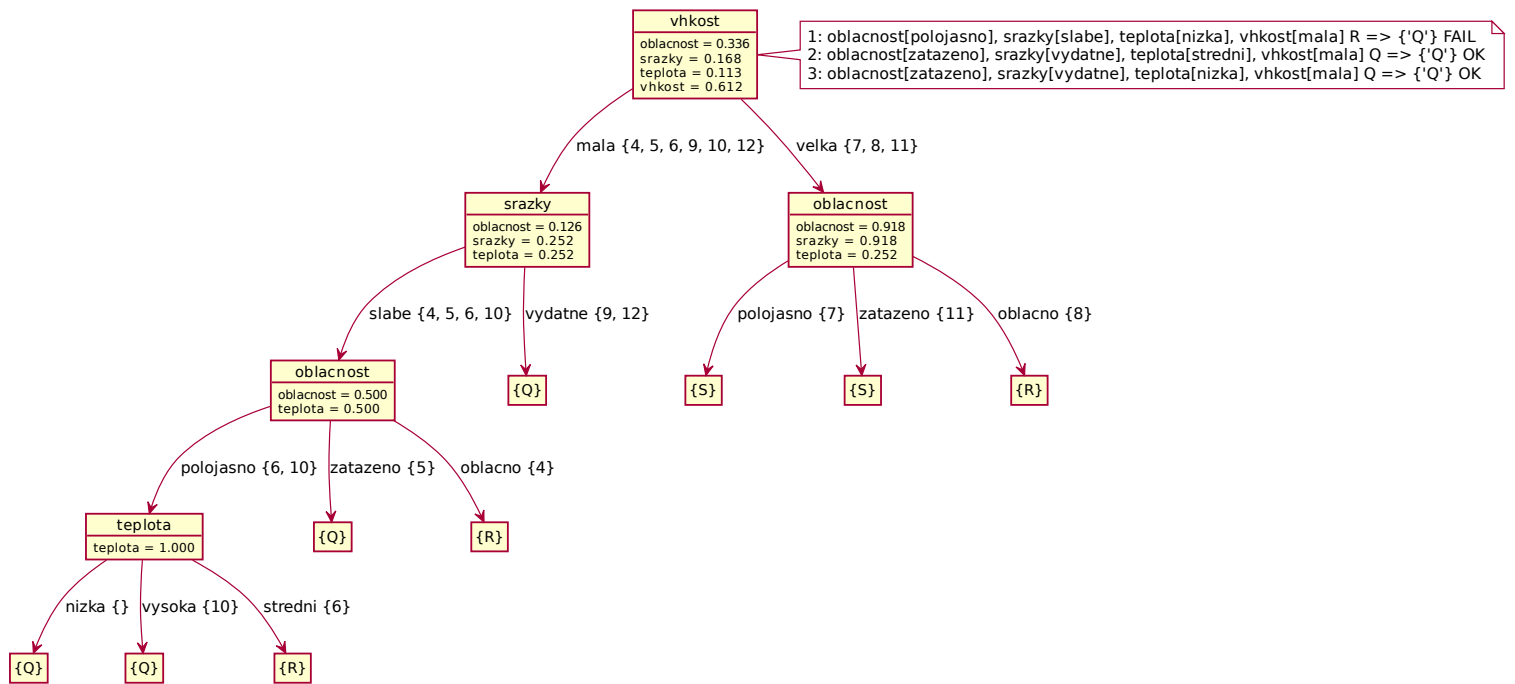 vhkost
oblacnost = 0.336
srazky = 0.168
teplota = 0.113
vhkost = 0.612
1: oblacnost[polojasno], srazky[slabe], teplota[nizka], vhkost[mala] R => {'Q'} FAIL
2: oblacnost[zatazeno], srazky[vydatne], teplota[stredni], vhkost[mala] Q => {'Q'} OK
3: oblacnost[zatazeno], srazky[vydatne], teplota[nizka], vhkost[mala] Q => {'Q'} OK
mala {4, 5, 6, 9, 10, 12}
velka {7, 8, 11}
srazky
oblacnost = 0.126
srazky = 0.252
teplota = 0.252
oblacnost
oblacnost = 0.918
srazky = 0.918
teplota = 0.252
slabe {4, 5, 6, 10}
vydatne {9, 12}
polojasno {7}
zatazeno {11}
oblacno {8}
oblacnost
oblacnost = 0.500
teplota = 0.500
{Q}
{S}
{S}
{R}
polojasno {6, 10}
zatazeno {5}
oblacno {4}
teplota
teplota = 1.000
{Q}
{R}
nizka {}
vysoka {10}
stredni {6}
{Q}
{Q}
{R}